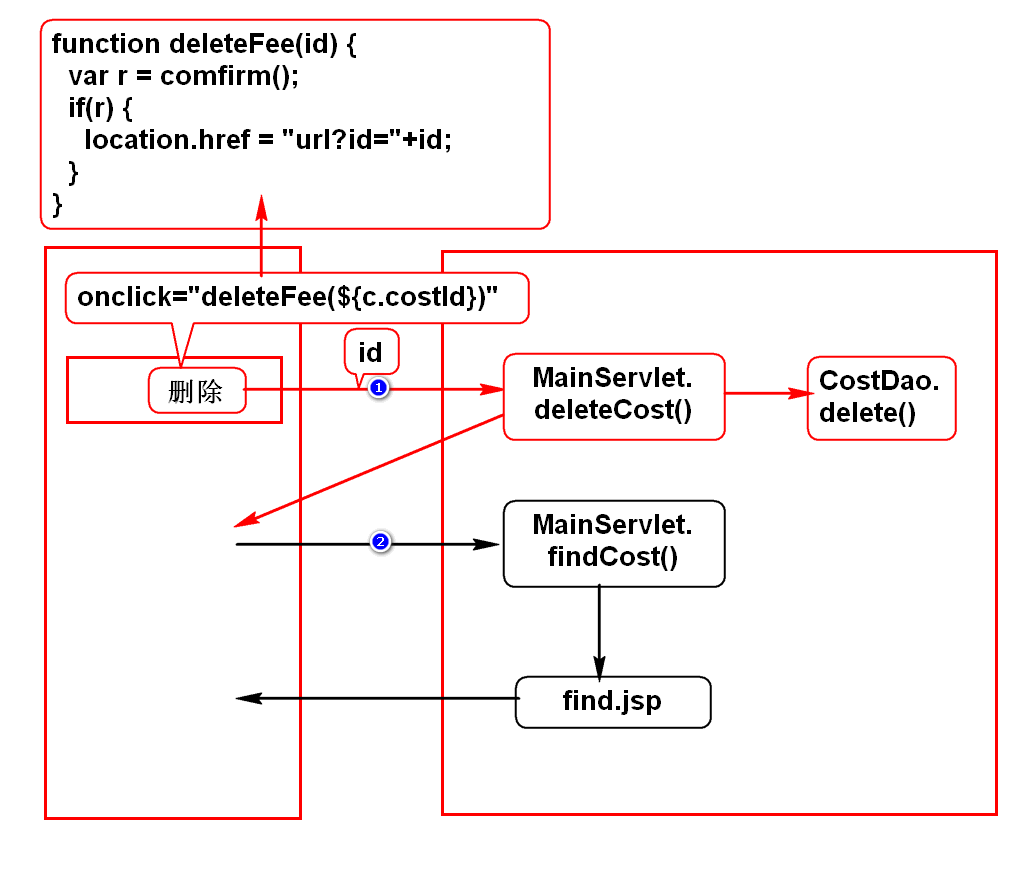 function deleteFee(id) {
var r = comfirm();
if(r) {
location.href = "url?id="+id;
}
}
onclick="deleteFee(${c.costId})"
id
删除
1
MainServlet.
deleteCost()
CostDao.
delete()
2
MainServlet.
findCost()
find.jsp